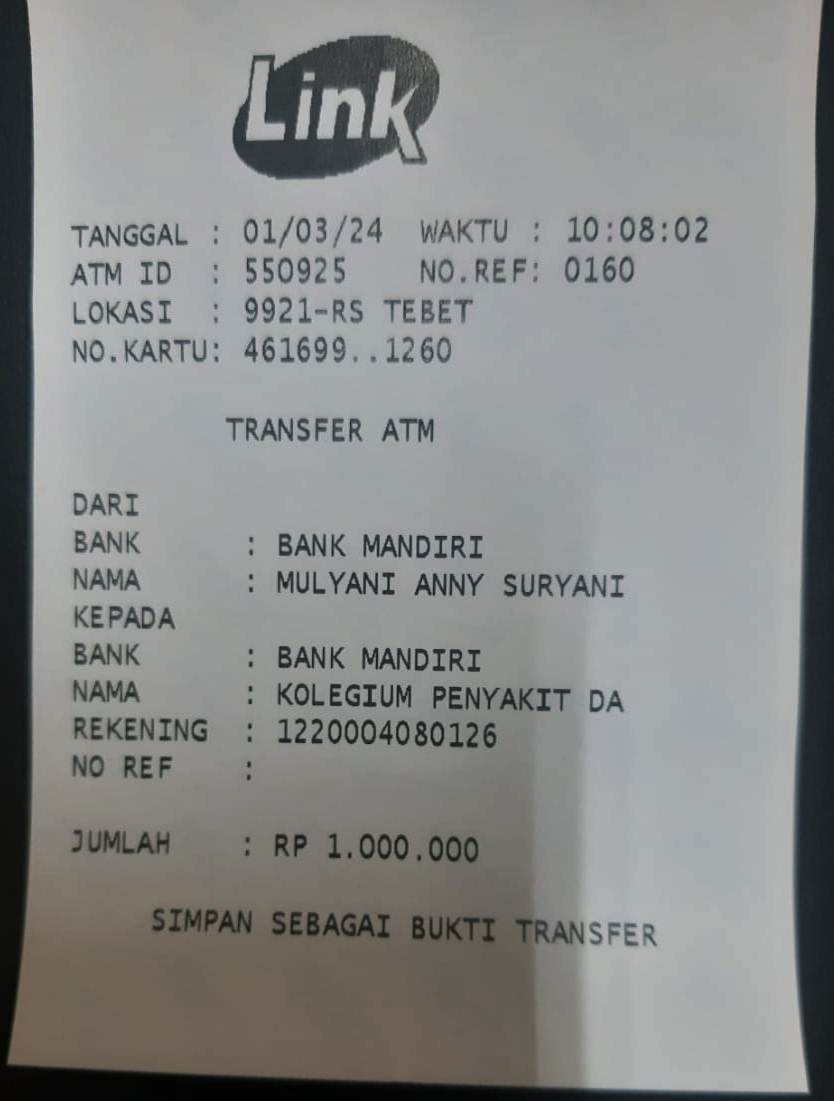 Link
TANGGAL : 01/03/24 WAKTU : 10:08:02
ATM ID : 550925 NO.REF: 0160
LOKASI : 9921-RS TEBET
NO.KARTU: 461699..1260
TRANSFER ATM
DARI
BANK : BANK MANDIRI
NAMA : MULYANI ANNY SURYANI
KEPADA
BANK : BANK MANDIRI
NAMA : KOLEGIUM PENYAKIT DA
REKENING : 1220004080126
NO REF :
JUMLAH : RP 1.000.000
SIMPAN SEBAGAI BUKTI TRANSFER